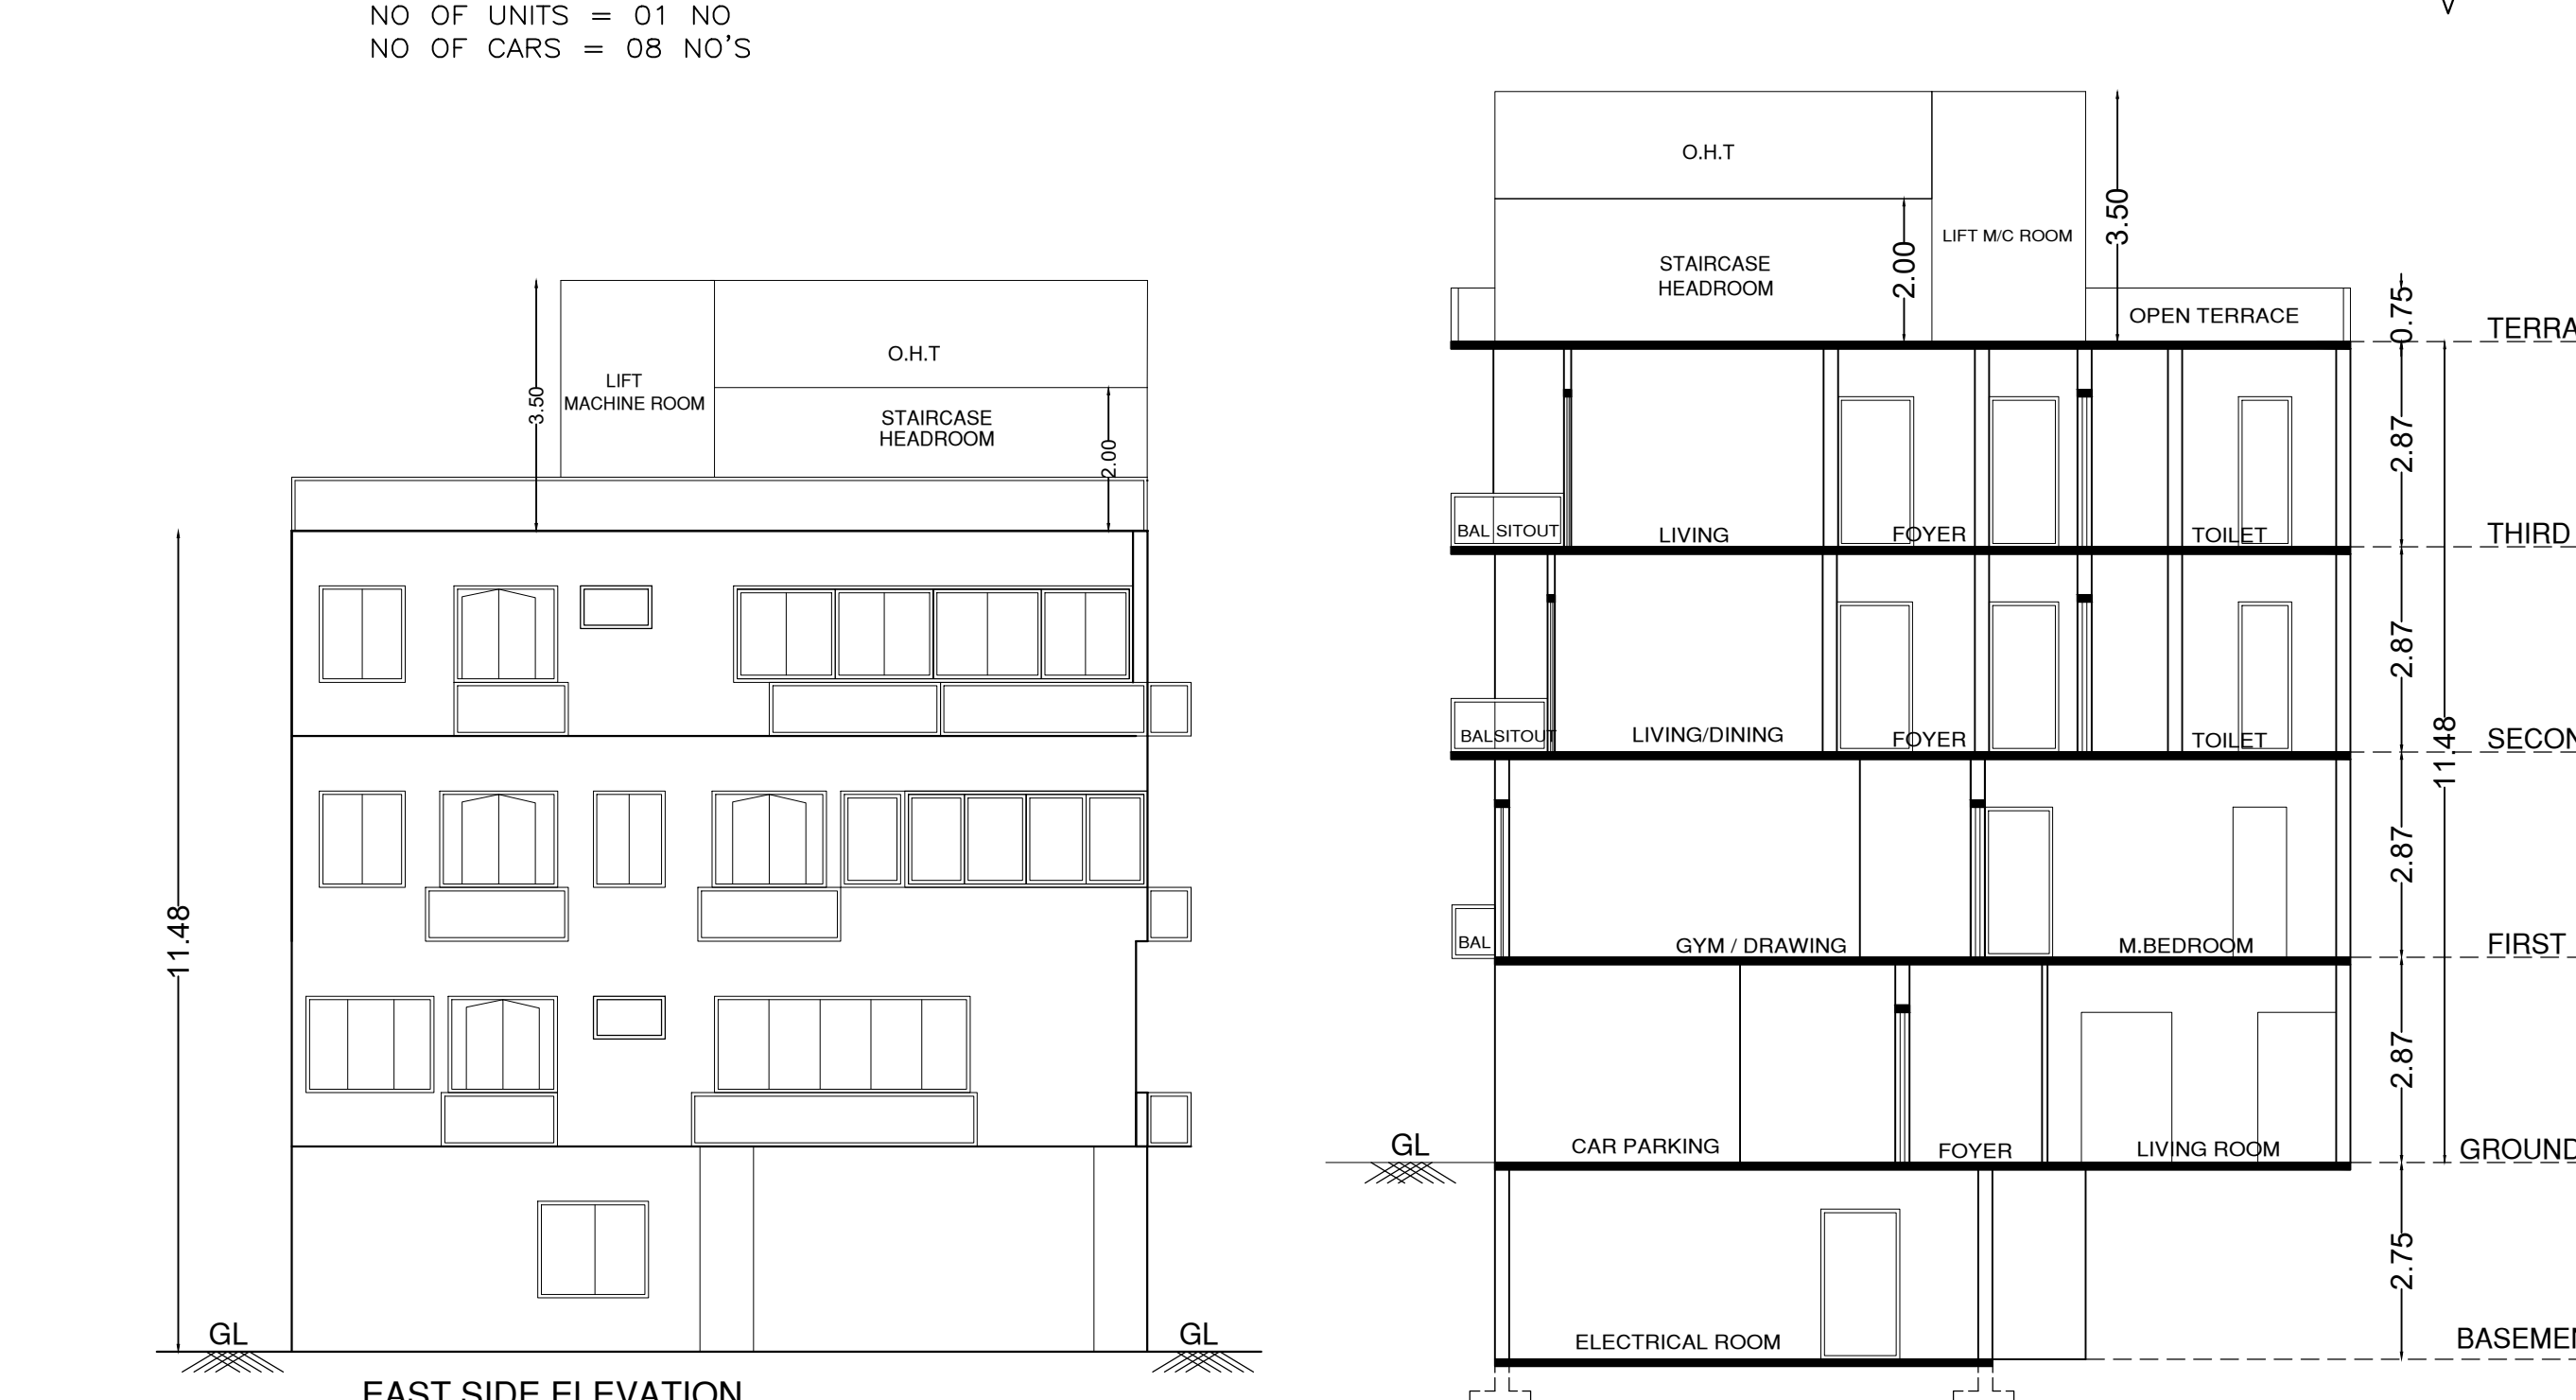 NO OF UNITS = 01 NO
NO OF CARS = 08 NO'S
3.50
LIFT
MACHINE ROOM
O.H.T
STAIRCASE
HEADROOM
2.00
11.48
GL
GL
EAST SIDE ELEVATION
O.H.T
STAIRCASE
HEADROOM
2.00
LIFT M/C ROOM
3.50
OPEN TERRACE
0.75
TERRA
2.87
BAL SITOUT
LIVING
FOYER
TOILET
THIRD
2.87
BALSITOUT
LIVING/DINING
FOYER
TOILET
SECON
11.48
2.87
BAL
GYM / DRAWING
M.BEDROOM
FIRST
2.87
GL
CAR PARKING
FOYER
LIVING ROOM
GROUND
2.75
ELECTRICAL ROOM
BASEMEN